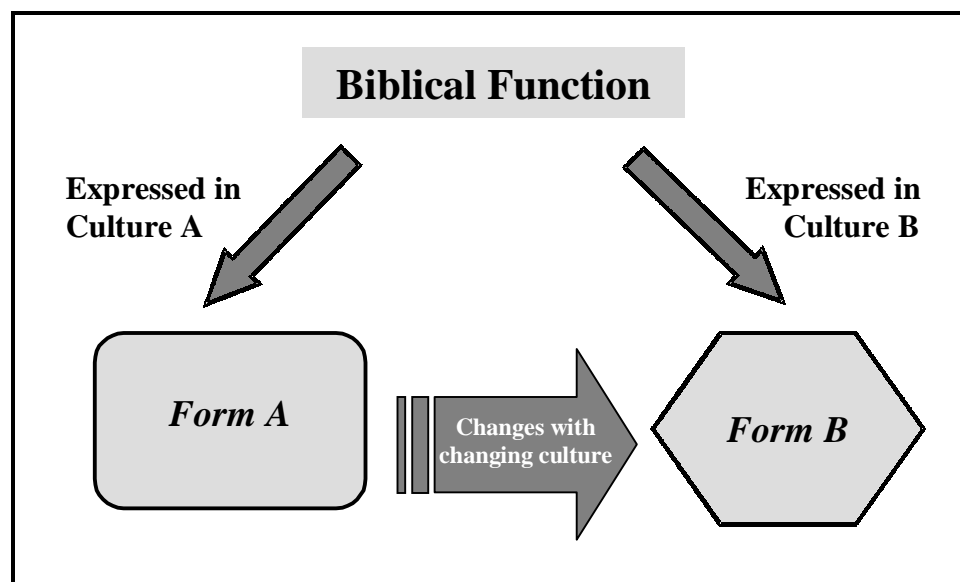 Biblical Function
Expressed in
Culture A
Expressed in
Culture B
Form A
Changes with
changing culture
Form B